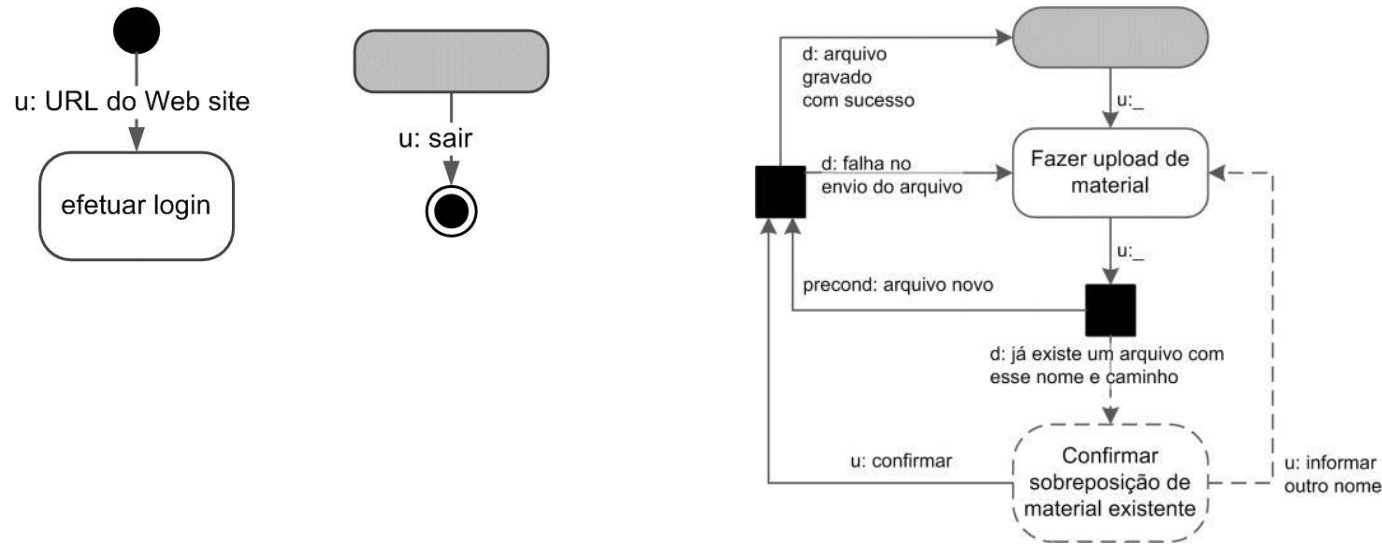 u: URL do Web site
efetuar login
u: sair
d: arquivo
gravado
com sucesso
u:_
Fazer upload de
material
d: falha no
envio do arquivo
u:_
precond: arquivo novo
d: já existe um arquivo com
esse nome e caminho
Confirmar
sobreposição de
material existente
u: confirmar
u: informar
outro nome